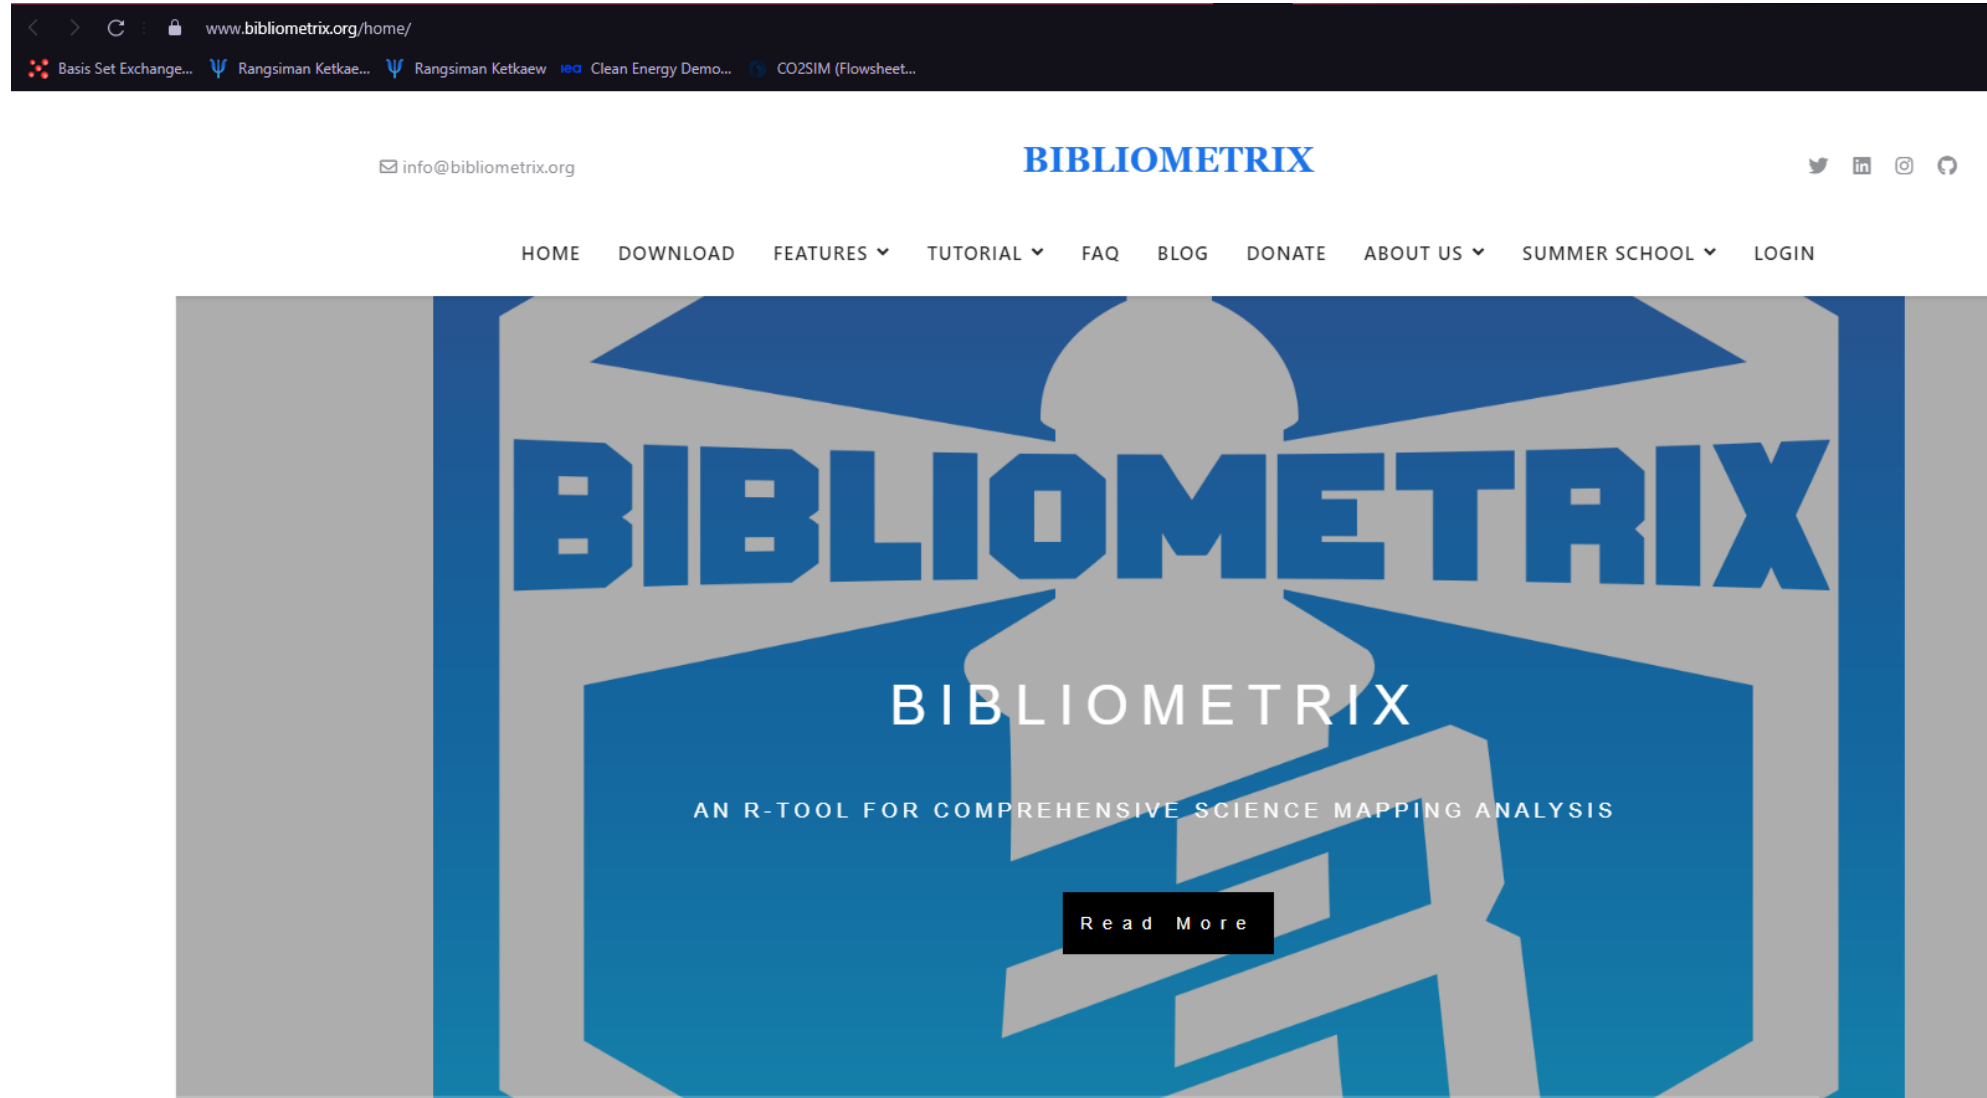 www.bibliometrix.org/home/
Basis Set Exchange... Rangsiman Ketkae... Rangsiman Ketkaew iea Clean Energy Demo... CO2SIM (Flowsheet...
info@bibliometrix.org
BIBLIOMETRIX
HOME DOWNLOAD FEATURES TUTORIAL FAQ BLOG DONATE ABOUT US SUMMER SCHOOL LOGIN
BIBLIOMETRIX
BIBLIOMETRIX
AN R-TOOL FOR COMPREHENSIVE SCIENCE MAPPING ANALYSIS
Read More